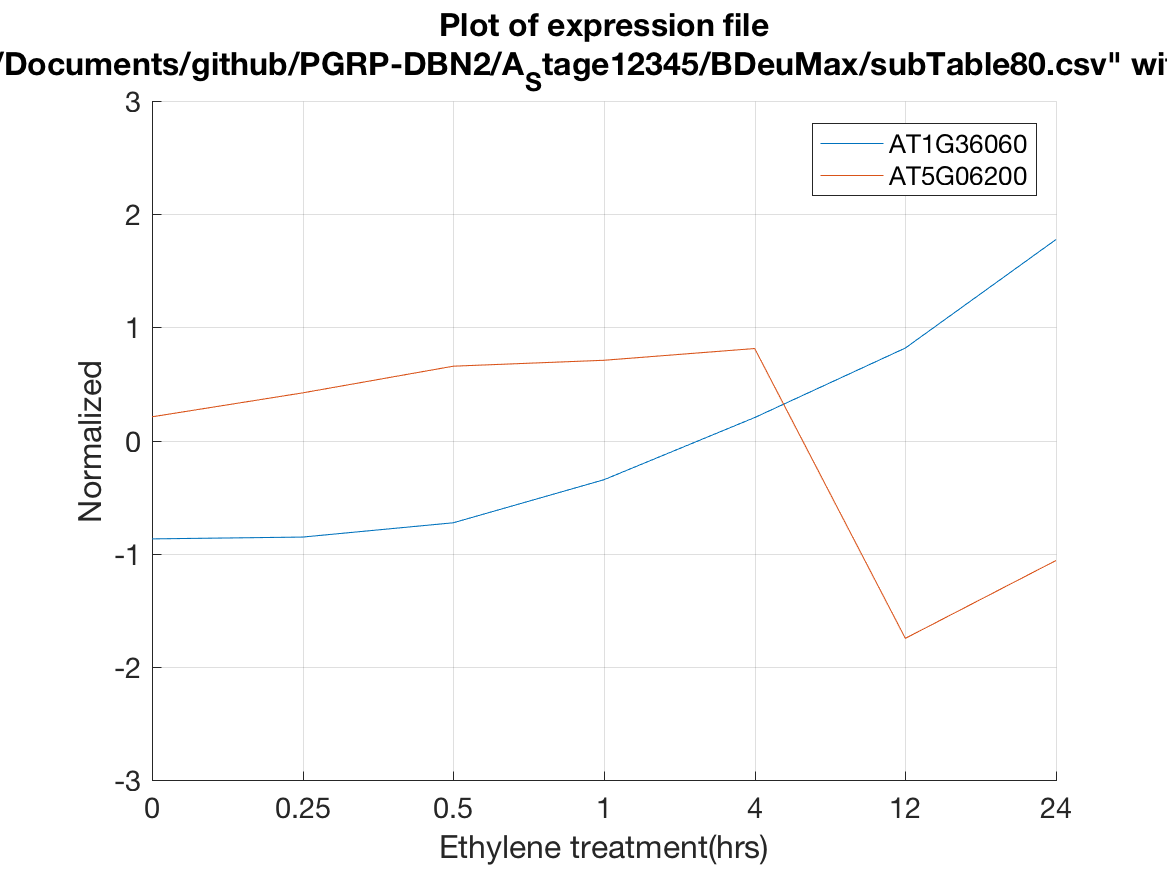 Plot of expression file
/Documents/github/PGRP-DBN2/AStage12345/BDeuMax/subTable80.csv" wi
3
2
1
0
-1
-2
-3
Normalized
AT1G36060
AT5G06200
0 0.25 0.5 1 4 12 24
Ethylene treatment(hrs)